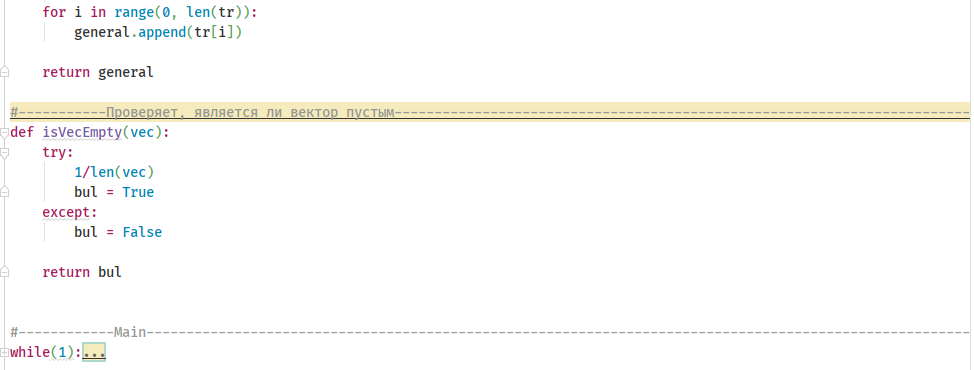 for i in range(0, len(tr)):
general.append(tr[i])
return general
#-----------Проверяет, является ли вектор пустым------------------------------------------------------------------------
def isVecEmpty(vec):
try:
1/len(vec)
bul = True
except:
bul = False
return bul
#------------Main-------------------------------------------------------------------------------------------------------
while(1):...